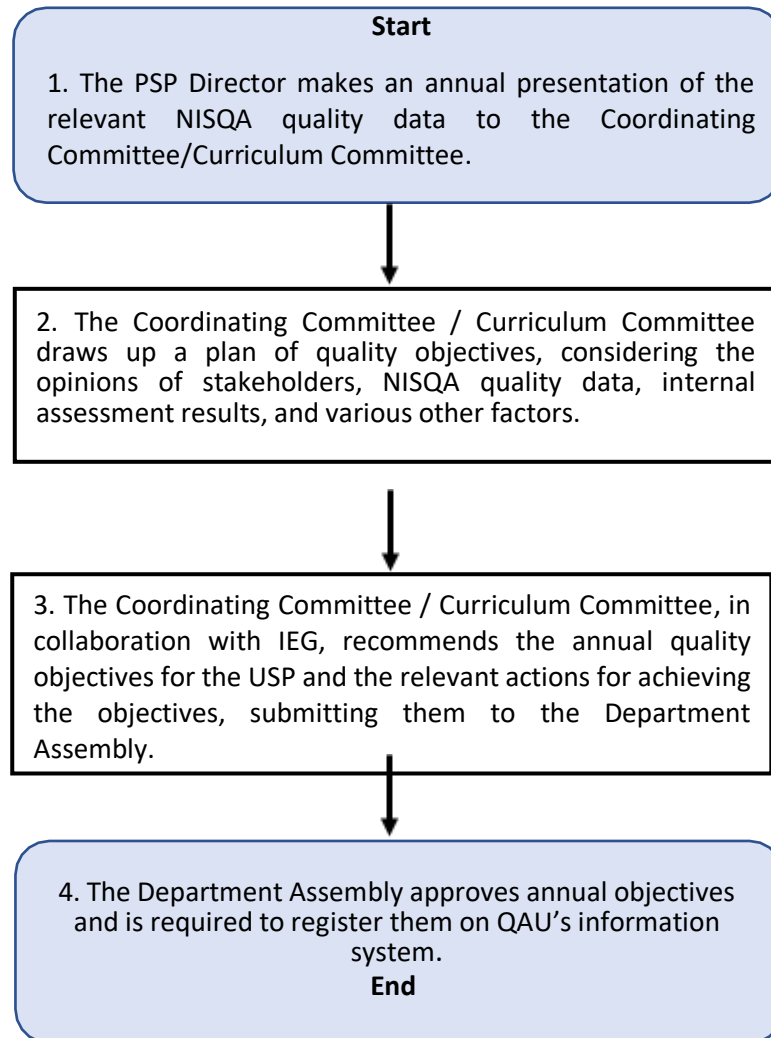 Start
1. The PSP Director makes an annual presentation of the
relevant NISQA quality data to the Coordinating
Committee/Curriculum Committee.
2. The Coordinating Committee / Curriculum Committee
draws up a plan of quality objectives, considering the
opinions of stakeholders, NISQA quality data, internal
assessment results, and various other factors.
3. The Coordinating Committee / Curriculum Committee, in
collaboration with IEG, recommends the annual quality
objectives for the USP and the relevant actions for achieving
the objectives, submitting them to the Department
Assembly.
4. The Department Assembly approves annual objectives
and is required to register them on QAU’s information
system.
End